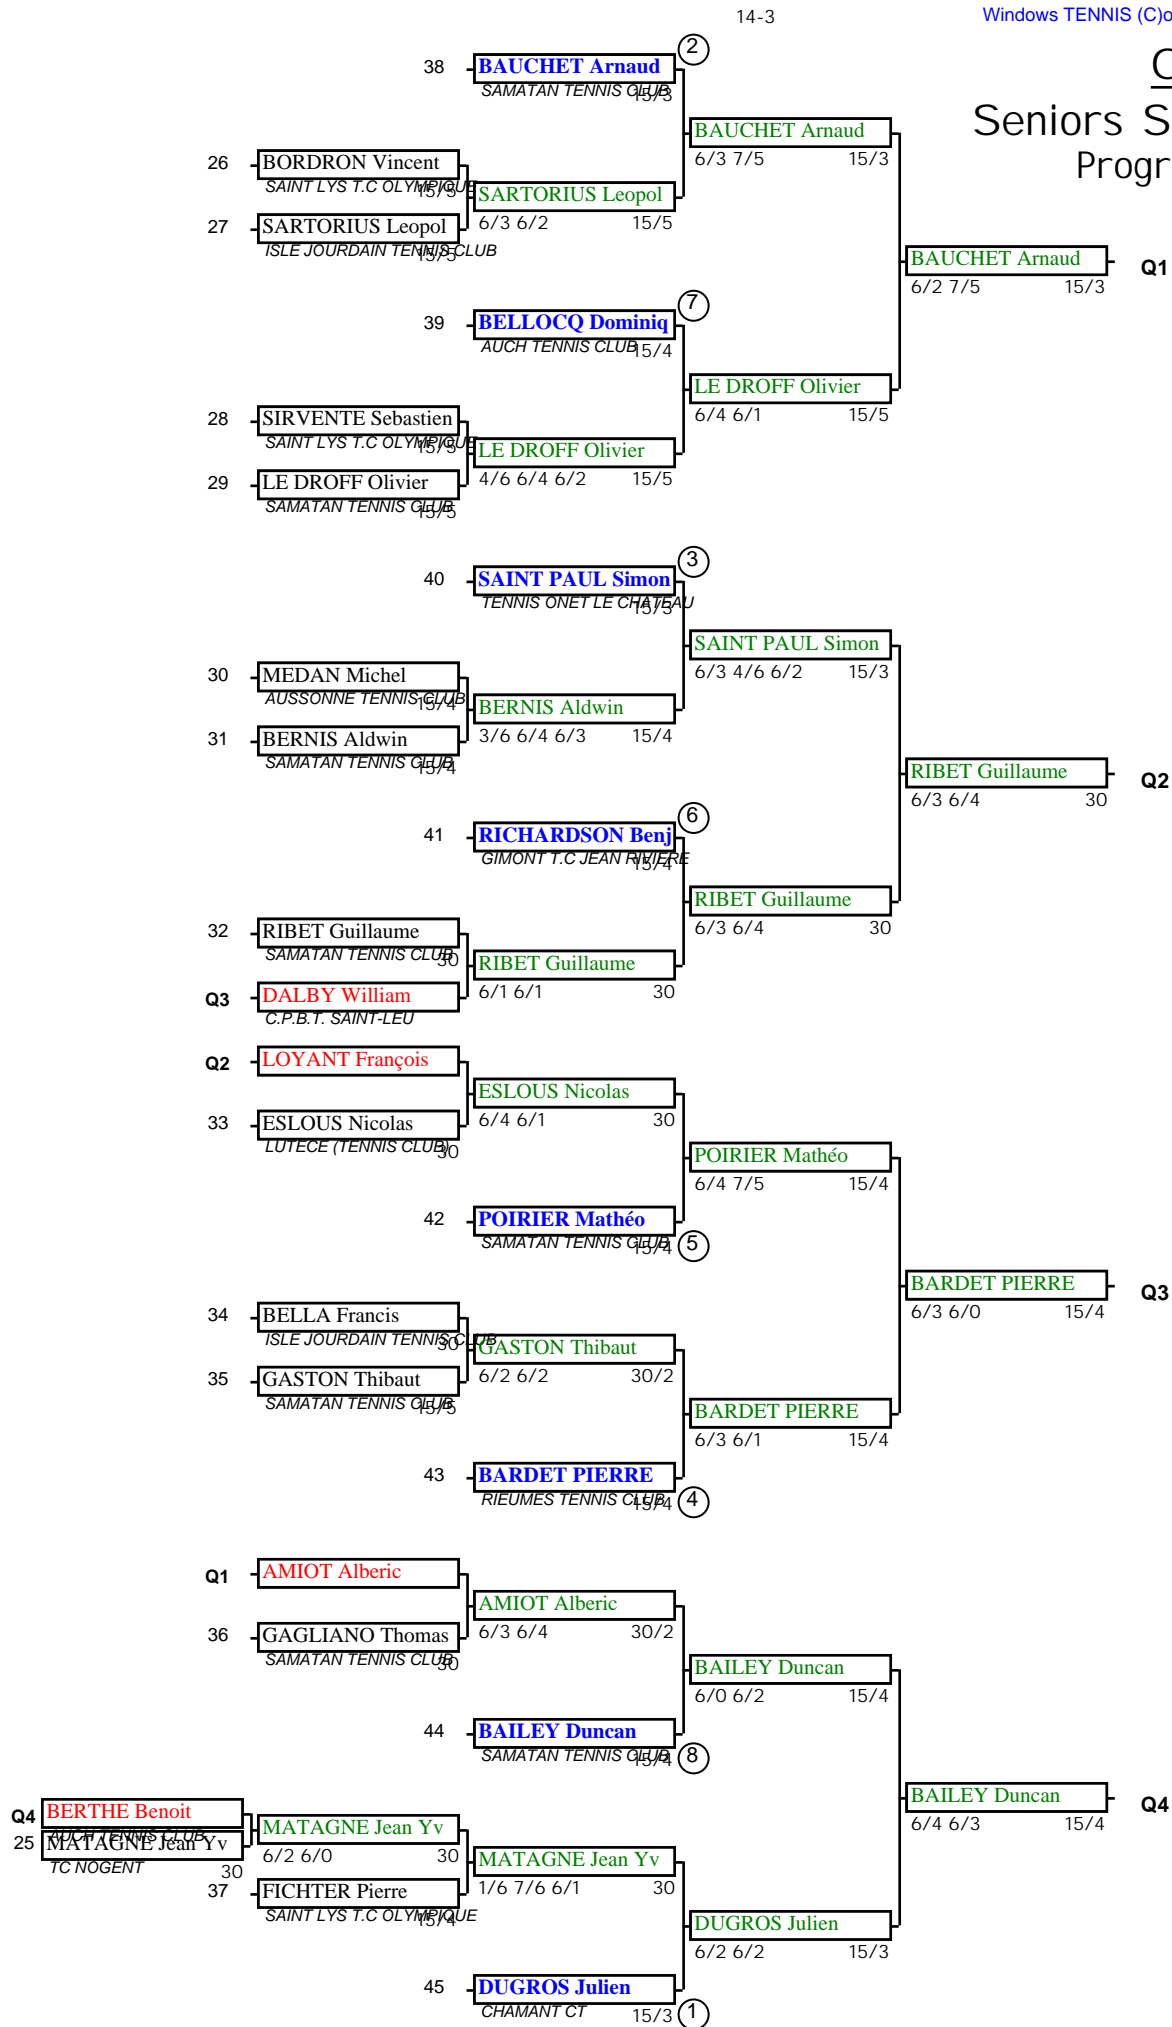 14-3
Windows TENNIS (C)o
C
Seniors S
Progr
2
38 BAUCHET Arnaud
SAMATAN TENNIS CLUB 15/3
BAUCHET Arnaud
6/3 7/5 15/3
26 BORDRON Vincent
SAINT LYS T.C OLYMPIQUE 15/5
SARTORIUS Leopol
6/3 6/2 15/5
27 SARTORIUS Leopol
ISLE JOURDAIN TENNIS CLUB 15/5
BAUCHET Arnaud Q1
6/2 7/5 15/3
7
39 BELLOCQ Dominiq
AUCH TENNIS CLUB 15/4
LE DROFF Olivier
6/4 6/1 15/5
28 SIRVENTE Sebastien
SAINT LYS T.C OLYMPIQUE 15/5
LE DROFF Olivier
4/6 6/4 6/2 15/5
29 LE DROFF Olivier
SAMATAN TENNIS CLUB 15/5
3
40 SAINT PAUL Simon
TENNIS ONET LE CHATEAU 15/3
SAINT PAUL Simon
6/3 4/6 6/2 15/3
30 MEDAN Michel
AUSSONNE TENNIS CLUB 15/4
BERNIS Aldwin
3/6 6/4 6/3 15/4
31 BERNIS Aldwin
SAMATAN TENNIS CLUB 15/4
RIBET Guillaume Q2
6/3 6/4 30
6
41 RICHARDSON Benj
GIMONT T.C JEAN RIVIERE 15/4
RIBET Guillaume
6/3 6/4 30
32 RIBET Guillaume
SAMATAN TENNIS CLUB 30
RIBET Guillaume
6/1 6/1 30
Q3 DALBY William
C.P.B.T. SAINT-LEU
Q2 LOYANT François
ESLOUS Nicolas
6/4 6/1 30
33 ESLOUS Nicolas
LUTECE (TENNIS CLUB) 30
POIRIER Mathéo
6/4 7/5 15/4
42 POIRIER Mathéo
SAMATAN TENNIS CLUB 15/4 5
BARDET PIERRE Q3
6/3 6/0 15/4
34 BELLA Francis
ISLE JOURDAIN TENNIS CLUB 30
GASTON Thibaut
6/2 6/2 30/2
35 GASTON Thibaut
SAMATAN TENNIS CLUB 15/5
BARDET PIERRE
6/3 6/1 15/4
43 BARDET PIERRE
RIEUMES TENNIS CLUB 15/4 4
Q1 AMIOT Alberic
AMIOT Alberic
6/3 6/4 30/2
36 GAGLIANO Thomas
SAMATAN TENNIS CLUB 30
BAILEY Duncan
6/0 6/2 15/4
44 BAILEY Duncan
SAMATAN TENNIS CLUB 15/4 8
BAILEY Duncan Q4
6/4 6/3 15/4
Q4 BERTHE Benoit
AUCH TENNIS CLUB
MATAGNE Jean Yv
6/2 6/0 30
25 MATAGNE Jean Yv
TC NOGENT 30
MATAGNE Jean Yv
1/6 7/6 6/1 30
37 FICHTER Pierre
SAINT LYS T.C OLYMPIQUE 15/4
DUGROS Julien
6/2 6/2 15/3
45 DUGROS Julien
CHAMANT CT 15/3 1